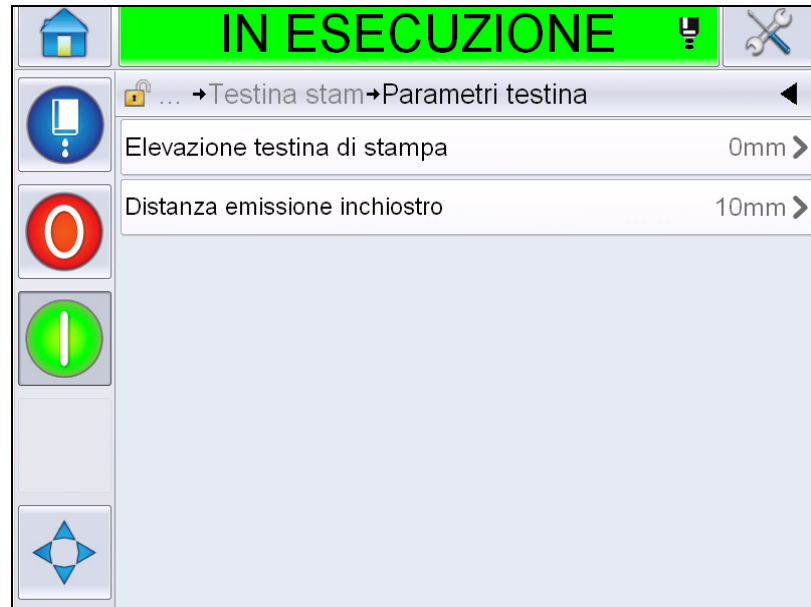 IN ESECUZIONE
... →Testina stam→Parametri testina
Elevazione testina di stampa 0mm
Distanza emissione inchiostro 10mm